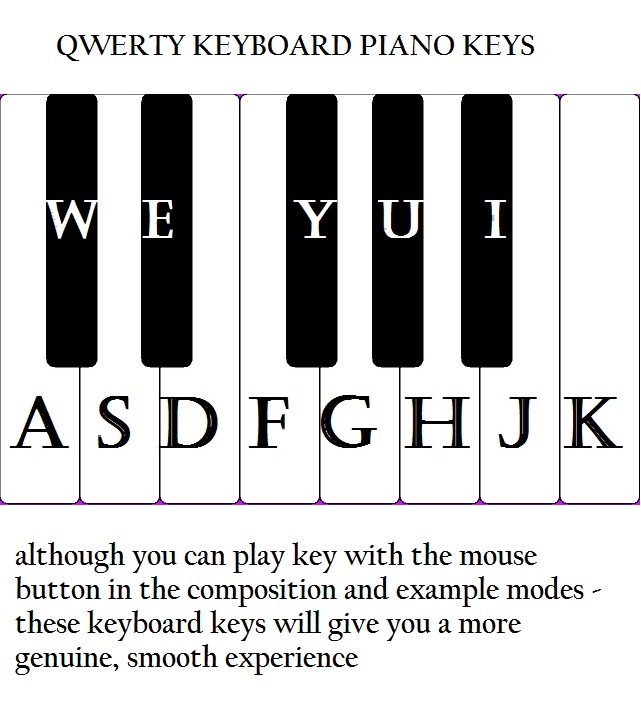 QWERTY KEYBOARD PIANO KEYS
W E Y U I
A S D F G H J K
although you can play key with the mouse
button in the composition and example modes -
these keyboard keys will give you a more
genuine, smooth experience